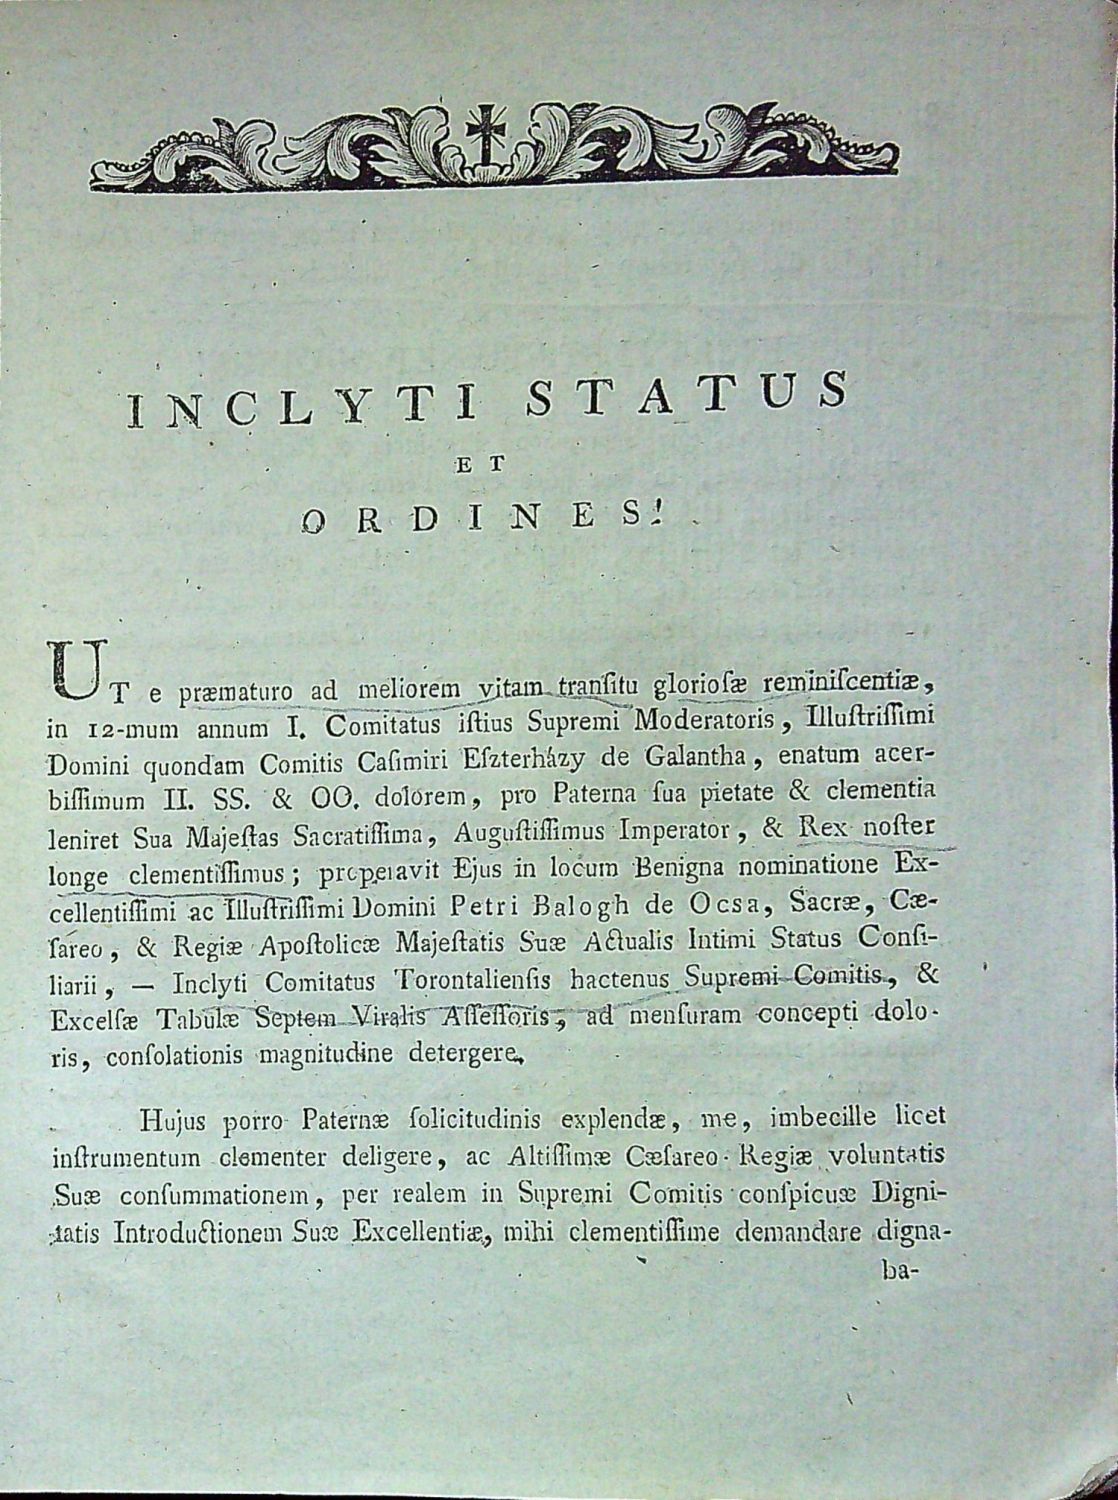 INCLYTI STATUS
ET
ORDINES!
UT e præmaturo ad meliorem vitam tranſitu glorioſæ reminiſcentiæ,
in 12-mum annum I. Comitatus iſtius Supremi Moderatoris, Illuſtriſſimi
Domini quondam Comitis Caſimiri Eſzterházy de Galantha, enatum acer-
biſſimum II. SS. & OO. dolorem, pro Paterna ſua pietate & clementia
leniret Sua Majeſtas Sacratiſſima, Auguſtiſſimus Imperator, & Rex noſter
longe clementiſſimus; properavit Ejus in locum Benigna nominatione Ex-
cellentiſſimi ac Illuſtriſſimi Domini Petri Balogh de Ocsa, Sacræ, Cæ-
ſareo, & Regiæ Apoſtolicæ Majeſtatis Suæ Actualis Intimi Status Conſi-
liarii, — Inclyti Comitatus Torontalienſis hactenus Supremi Comitis, &
Excelſæ Tabulæ Septem Viralis Aſſeſſoris, ad menſuram concepti dolo-
ris, conſolationis magnitudine detergere.
Hujus porro Paternæ ſolicitudinis explendæ, me, imbecille licet
inſtrumentum clementer deligere, ac Altiſſimæ Cæſareo-Regiæ voluntatis
Suæ conſummationem, per realem in Supremi Comitis conſpicuæ Digni-
tatis Introductionem Suæ Excellentiæ, mihi clementiſſime demandare digna-
ba-